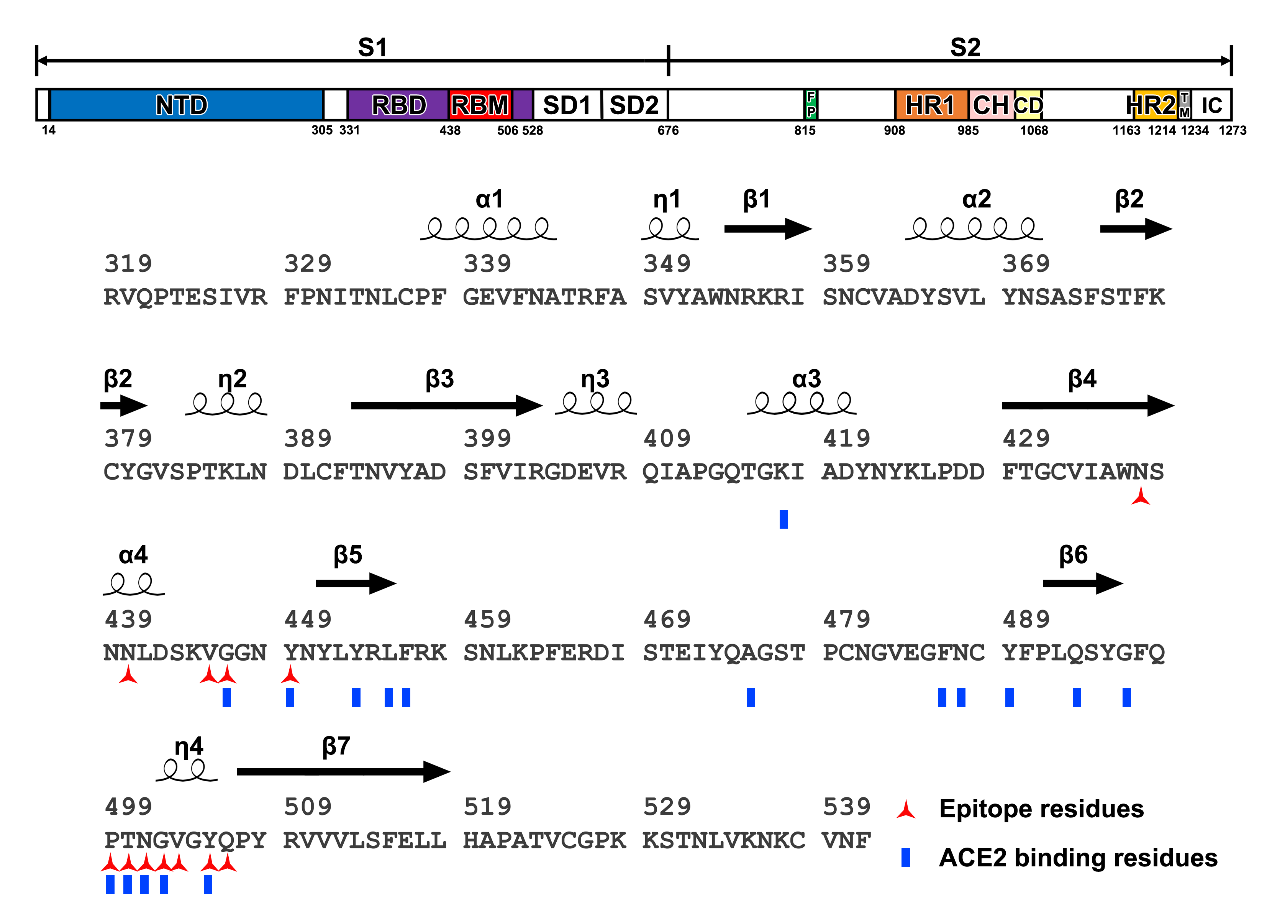 S1 S2
NTD RBD RBM SD1 SD2 FP HR1 CH CD HR2 TM IC
14 305 331 438 506 528 676 815 908 985 1068 1163 1214 1234 1273
α1 η1 β1 α2 β2
319 329 339 349 359 369
RVQPTESIVR FPNITNLCPF GEVFNATRFA SVYAWNRKRI SNCVADYSVL YNSASFSTFK
β2 η2 β3 η3 α3 β4
379 389 399 409 419 429
CYGVSPTKLN DLCFTNVYAD SFVIRGDEVR QIAPGQTGKI ADYNYKLPDD FTGCVIAWNS
α4 β5 β6
439 449 459 469 479 489
NNLDSKVGGN YNYLYRLFRK SNLKPFERDI STEIYQAGST PCNGVEGFNC YFPLQSYGFQ
η4 β7
499 509 519 529 539
PTNGVGYQPY RVVVLSFELL HAPATVCGPK KSTNLVKNKC VNF
Epitope residues
ACE2 binding residues